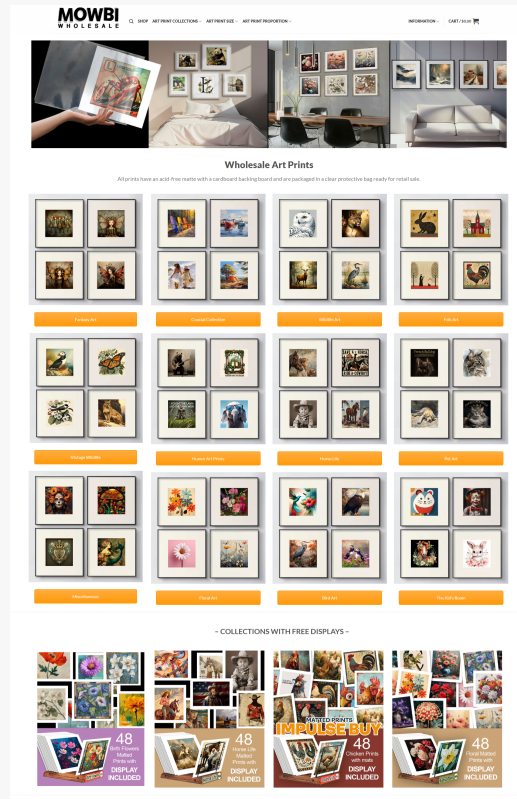 MOWBI
WHOLESALE
SHOP
ART PRINT COLLECTIONS
ART PRINT SIZE
ART PRINT PROPORTION
INFORMATION
CART / $0.00
Wholesale Art Prints
All prints have an acid-free matte with a cardboard backing board and are packaged in a clear protective bag ready for retail sale.
Fantasy Art
Coastal Collection
Wildlife Art
Folk Art
Vintage Wildlife
Humor Art Prints
Horse Life
Pet Art
Miscellaneous
Floral Art
Bird Art
– COLLECTIONS WITH FREE DISPLAYS –
48
Both Flowers
Matted
Prints with
DISPLAY
INCLUDED
48
Horse Life
Matted
Prints with
DISPLAY
INCLUDED
MATTED PRINTS
IMPULSE BUY
48
Chicken Prints
with mats
DISPLAY
INCLUDED
48
Floral Matted
Prints with
DISPLAY
INCLUDED